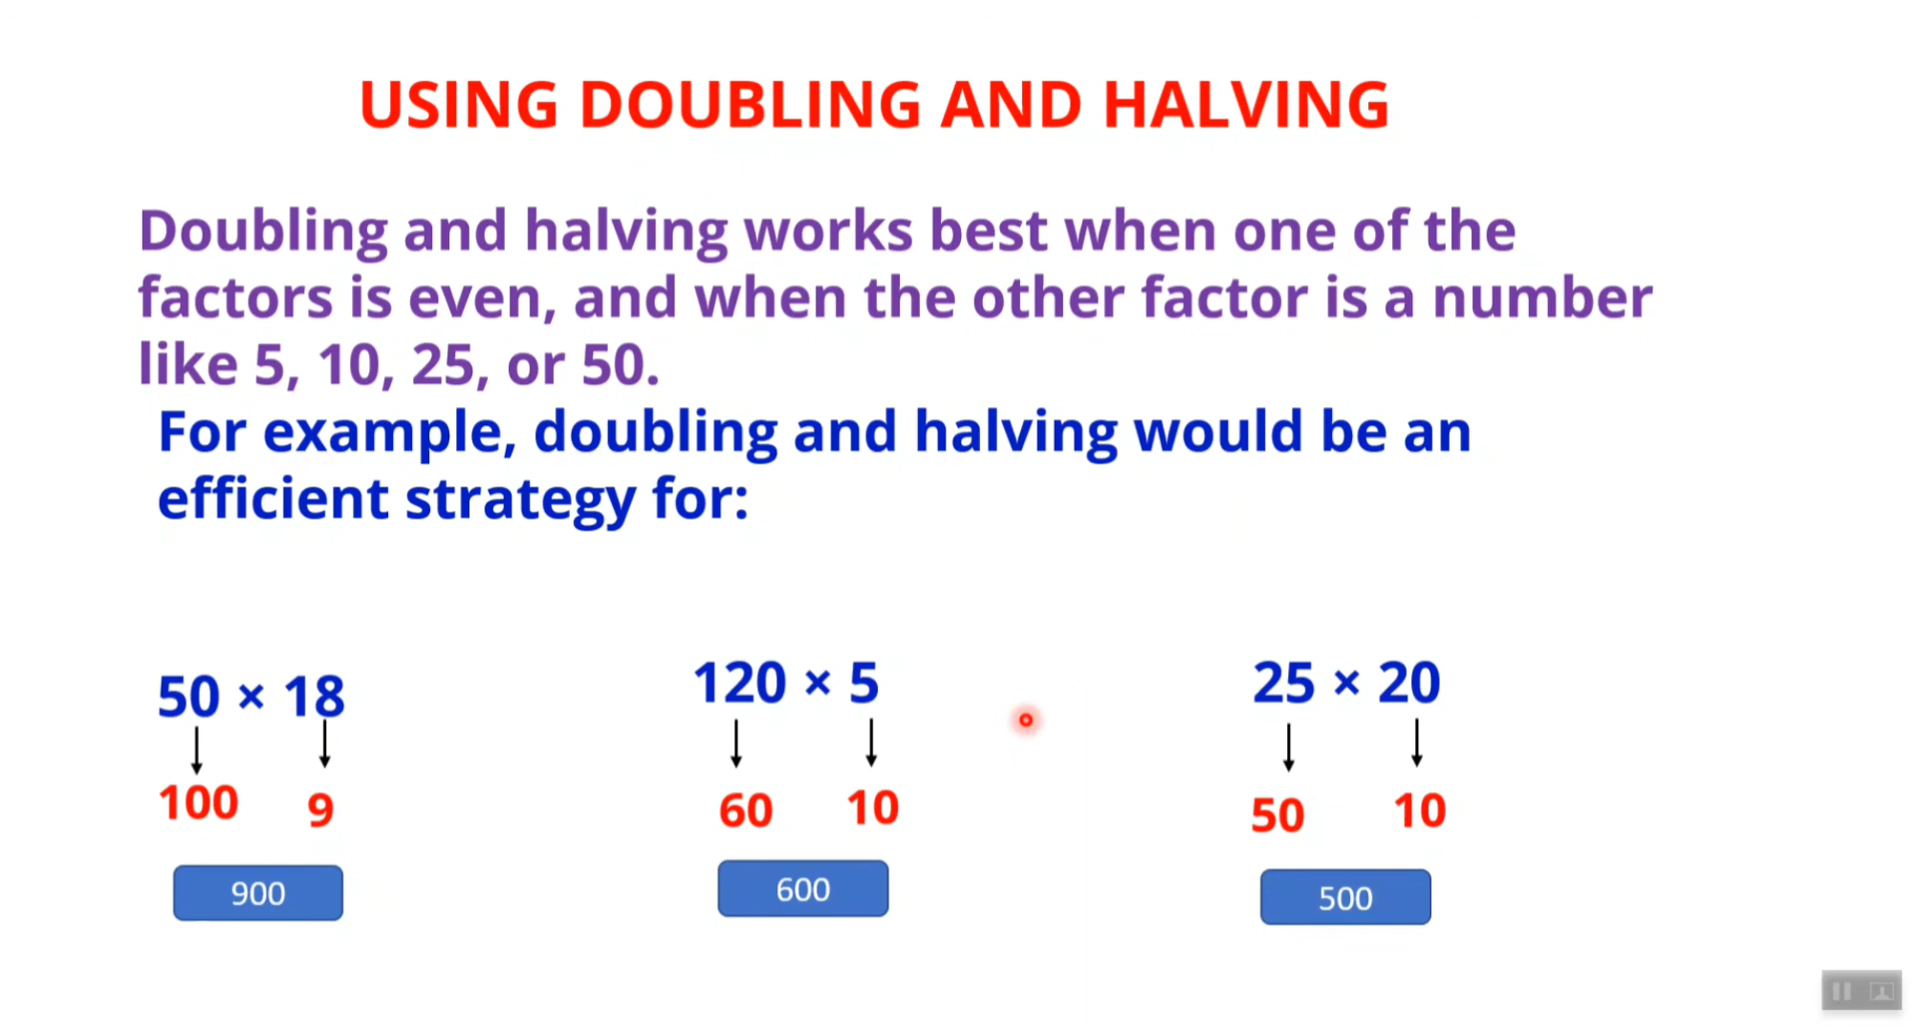 USING DOUBLING AND HALVING
Doubling and halving works best when one of the
factors is even, and when the other factor is a number
like 5, 10, 25, or 50.
For example, doubling and halving would be an
efficient strategy for:
50 × 18
100 9
900
120 × 5
60 10
600
25 × 20
50 10
500